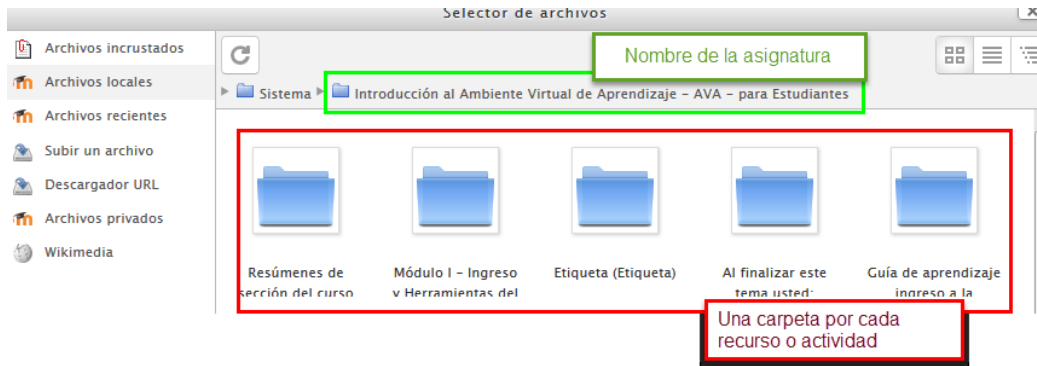 Selector de archivos
Archivos incrustados
Archivos locales
Archivos recientes
Subir un archivo
Descargador URL
Archivos privados
Wikimedia
Nombre de la asignatura
Sistema
Introducción al Ambiente Virtual de Aprendizaje – AVA – para Estudiantes
Resúmenes de
sección del curso
Módulo I – Ingreso
y Herramientas del
Etiqueta (Etiqueta)
Al finalizar este
tema usted:
Guía de aprendizaje
ingreso a la
Una carpeta por cada
recurso o actividad